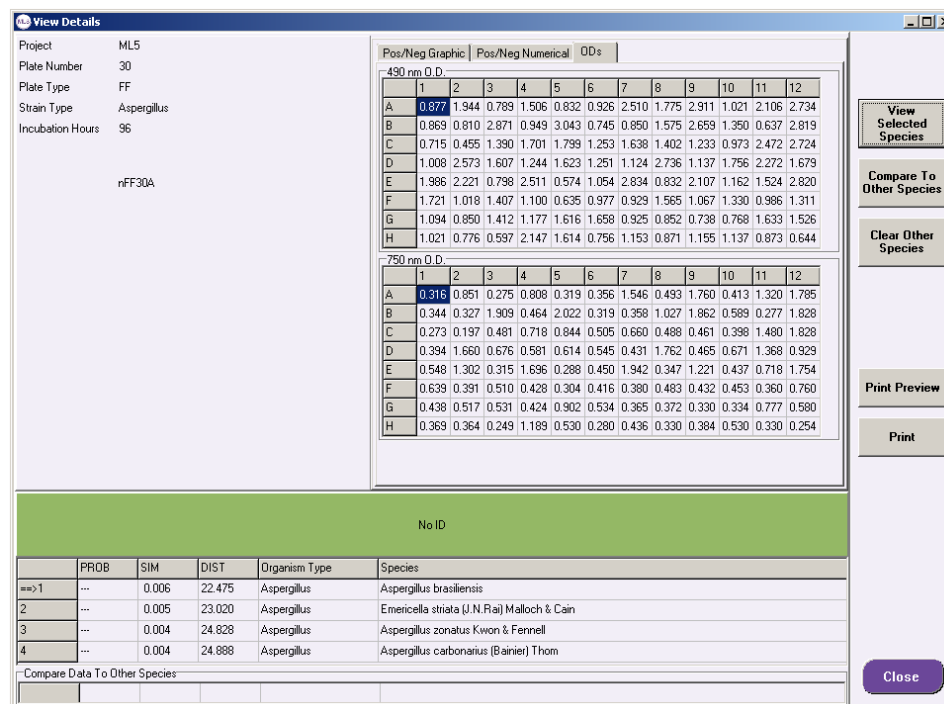 View Details
Project ML5
Plate Number 30
Plate Type FF
Strain Type Aspergillus
Incubation Hours 96
nFF30A
Pos/Neg Graphic Pos/Neg Numerical ODs
490 nm O.D.
1 2 3 4 5 6 7 8 9 10 11 12
A 0.877 1.944 0.789 1.506 0.832 0.926 2.510 1.775 2.911 1.021 2.106 2.734
B 0.869 0.810 2.871 0.949 3.043 0.745 0.850 1.575 2.659 1.350 0.637 2.819
C 0.715 0.455 1.390 1.701 1.799 1.253 1.638 1.402 1.233 0.973 2.472 2.724
D 1.008 2.573 1.607 1.244 1.623 1.251 1.124 2.736 1.137 1.756 2.272 1.679
E 1.986 2.221 0.798 2.511 0.574 1.054 2.834 0.832 2.107 1.162 1.524 2.820
F 1.721 1.018 1.407 1.100 0.635 0.977 0.929 1.565 1.067 1.330 0.986 1.311
G 1.094 0.850 1.412 1.177 1.616 1.658 0.925 0.852 0.738 0.768 1.633 1.526
H 1.021 0.776 0.597 2.147 1.614 0.756 1.153 0.871 1.155 1.137 0.873 0.644
750 nm O.D.
1 2 3 4 5 6 7 8 9 10 11 12
A 0.316 0.851 0.275 0.808 0.319 0.356 1.546 0.493 1.760 0.413 1.320 1.785
B 0.344 0.327 1.909 0.464 2.022 0.319 0.358 1.027 1.862 0.589 0.277 1.828
C 0.273 0.197 0.481 0.718 0.844 0.505 0.660 0.488 0.461 0.398 1.480 1.828
D 0.394 1.660 0.676 0.581 0.614 0.545 0.431 1.762 0.465 0.671 1.368 0.929
E 0.548 1.302 0.315 1.696 0.288 0.450 1.942 0.347 1.221 0.437 0.718 1.754
F 0.639 0.391 0.510 0.428 0.304 0.416 0.380 0.483 0.432 0.453 0.360 0.760
G 0.438 0.517 0.531 0.424 0.902 0.534 0.365 0.372 0.330 0.334 0.777 0.580
H 0.369 0.364 0.249 1.189 0.530 0.280 0.436 0.330 0.384 0.530 0.330 0.254
View
Selected
Species
Compare To
Other Species
Clear Other
Species
Print Preview
Print
No ID
PROB SIM DIST Organism Type Species
==>1 --- 0.006 22.475 Aspergillus Aspergillus brasiliensis
2 --- 0.005 23.020 Aspergillus Emericella striata (J.N.Rai) Malloch & Cain
3 --- 0.004 24.828 Aspergillus Aspergillus zonatus Kwon & Fennell
4 --- 0.004 24.888 Aspergillus Aspergillus carbonarius (Bainier) Thom
Compare Data To Other Species
Close